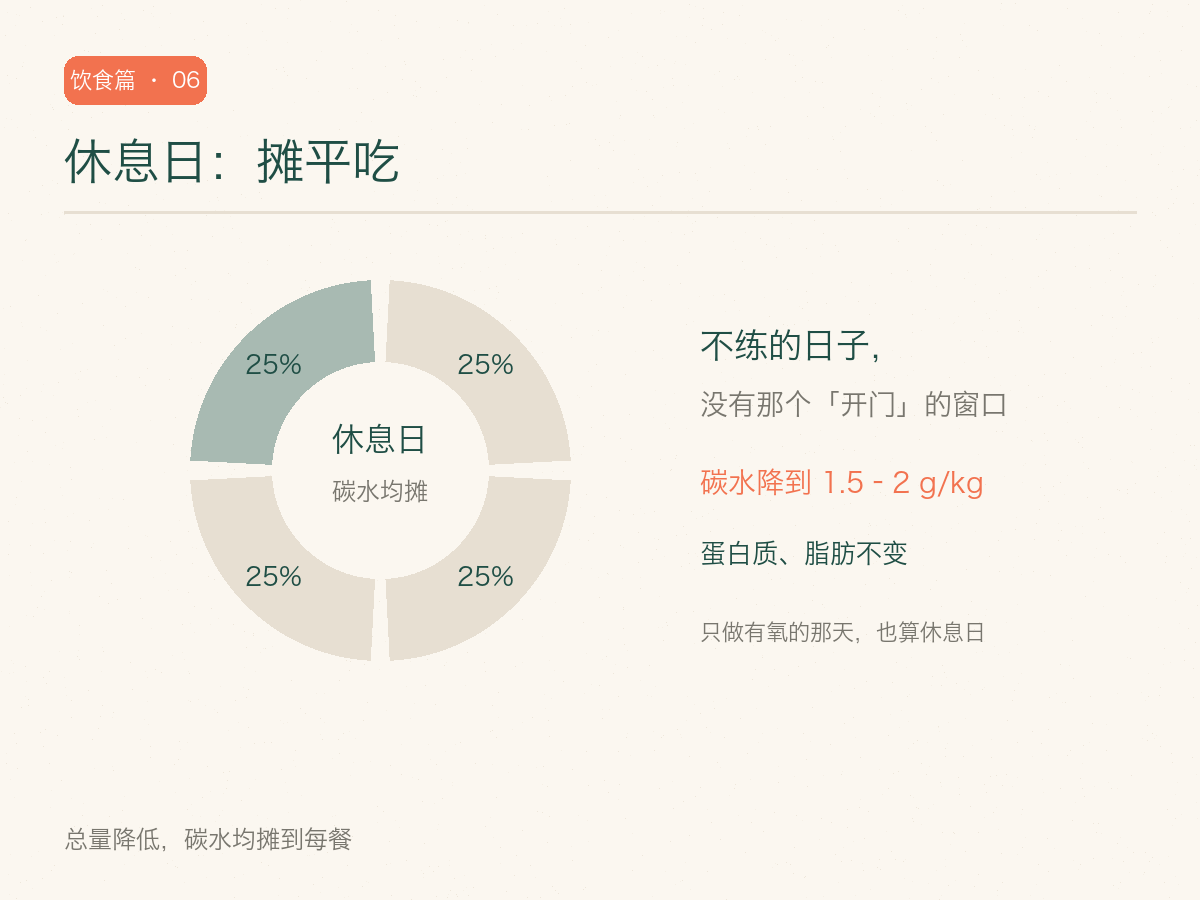 饮食篇 · 06
休息日：摊平吃
25%
25%
休息日
碳水均摊
25%
25%
不练的日子，
没有那个「开门」的窗口
碳水降到 1.5 - 2 g/kg
蛋白质、脂肪不变
只做有氧的那天，也算休息日
总量降低，碳水均摊到每餐